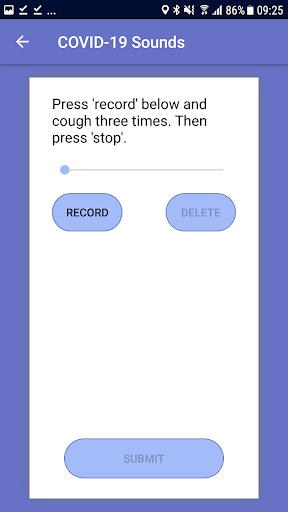 86% 09:25
COVID-19 Sounds
Press 'record' below and
cough three times. Then
press 'stop'.
RECORD DELETE
SUBMIT